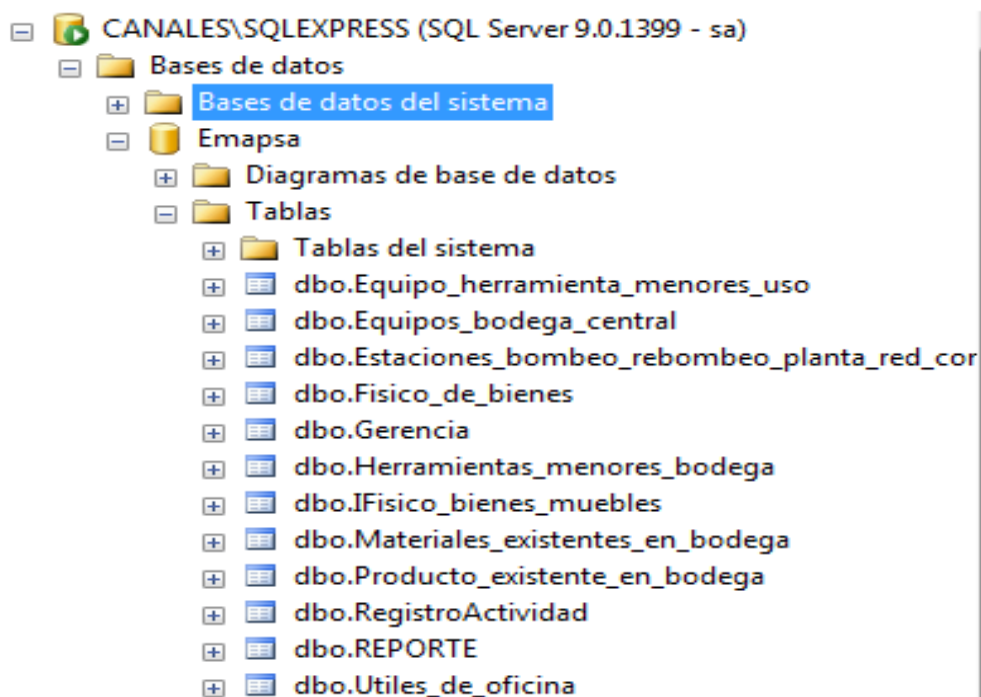 CANALES\SQLEXPRESS (SQL Server 9.0.1399 - sa)
Bases de datos
Bases de datos del sistema
Emapsa
Diagramas de base de datos
Tablas
Tablas del sistema
dbo.Equipo_herramienta_menores_uso
dbo.Equipos_bodega_central
dbo.Estaciones_bombeo_rebombeo_planta_red_cor
dbo.Fisico_de_bienes
dbo.Gerencia
dbo.Herramientas_menores_bodega
dbo.IFisico_bienes_muebles
dbo.Materiales_existentes_en_bodega
dbo.Producto_existente_en_bodega
dbo.RegistroActividad
dbo.REPORTE
dbo.Utiles_de_oficina